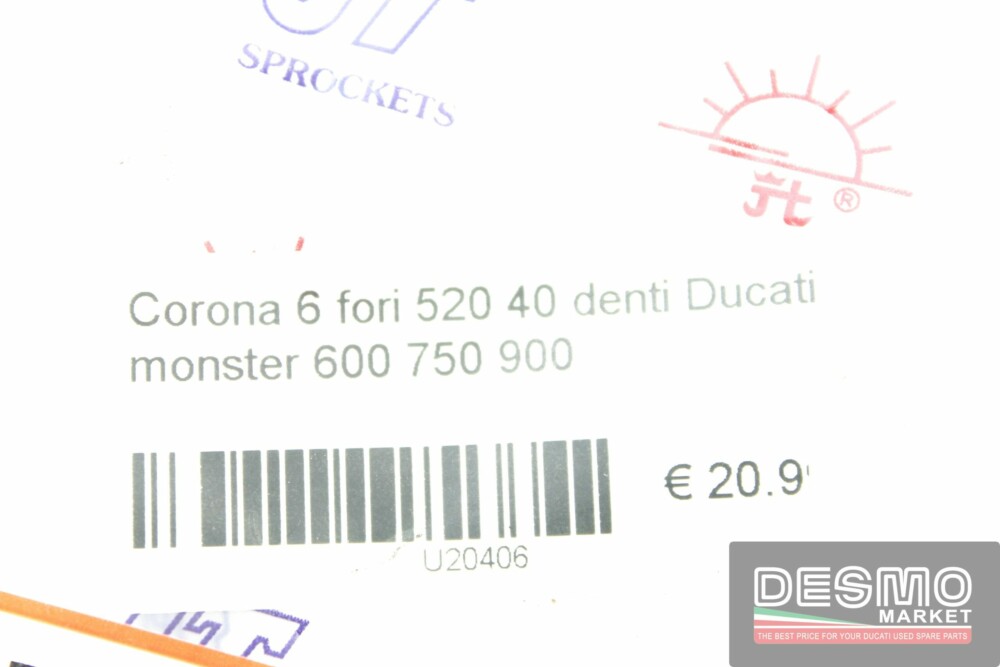 JT
SPROCKETS
Jt ®
Corona 6 fori 520 40 denti Ducati
monster 600 750 900
€ 20.9
U20406
DESMO
MARKET
THE BEST PRICE FOR YOUR DUCATI USED SPARE PARTS